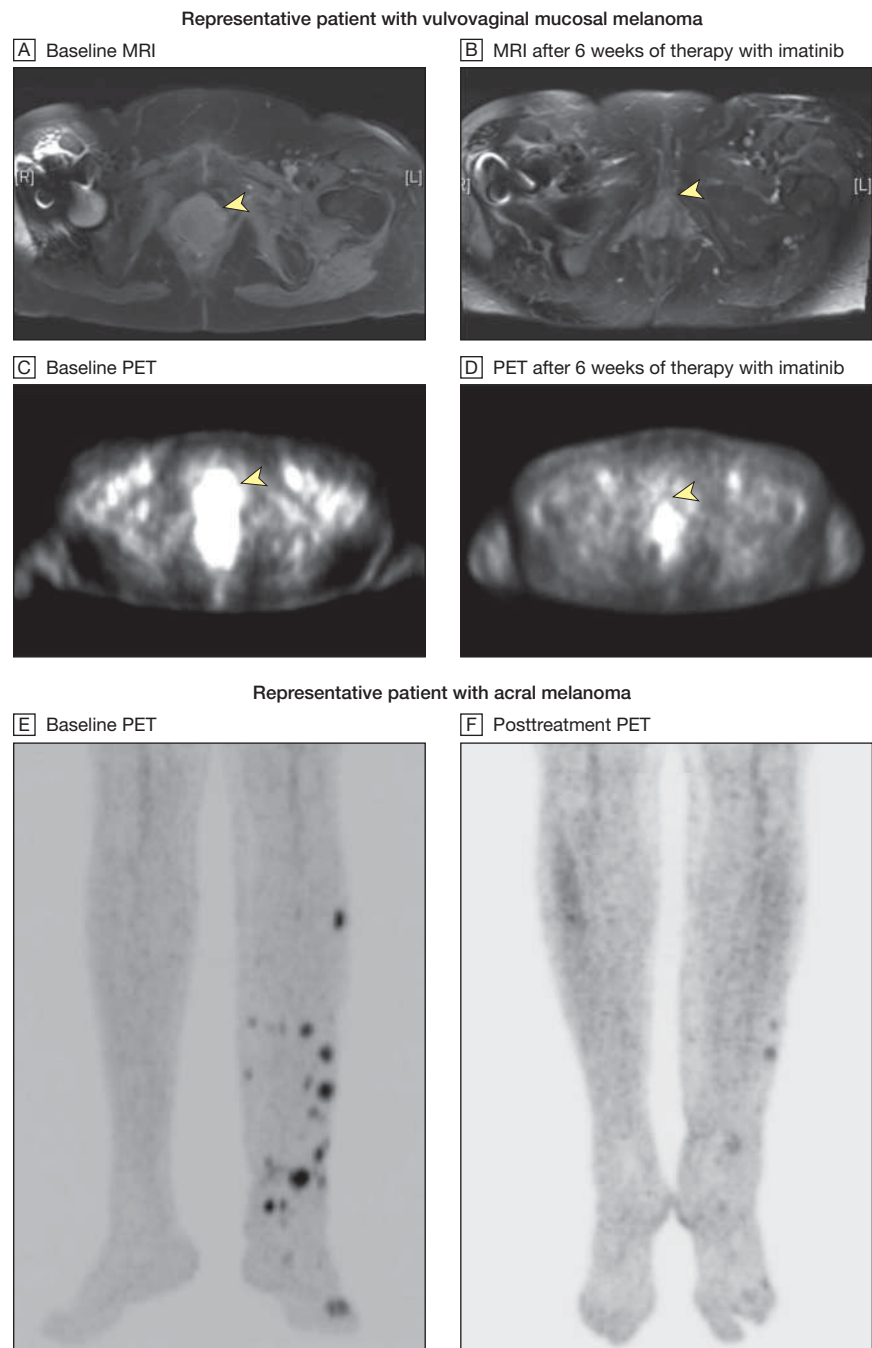 Representative patient with vulvovaginal mucosal melanoma
A Baseline MRI
B MRI after 6 weeks of therapy with imatinib
[R]
[L]
[L]
C Baseline PET
D PET after 6 weeks of therapy with imatinib
Representative patient with acral melanoma
E Baseline PET
F Posttreatment PET